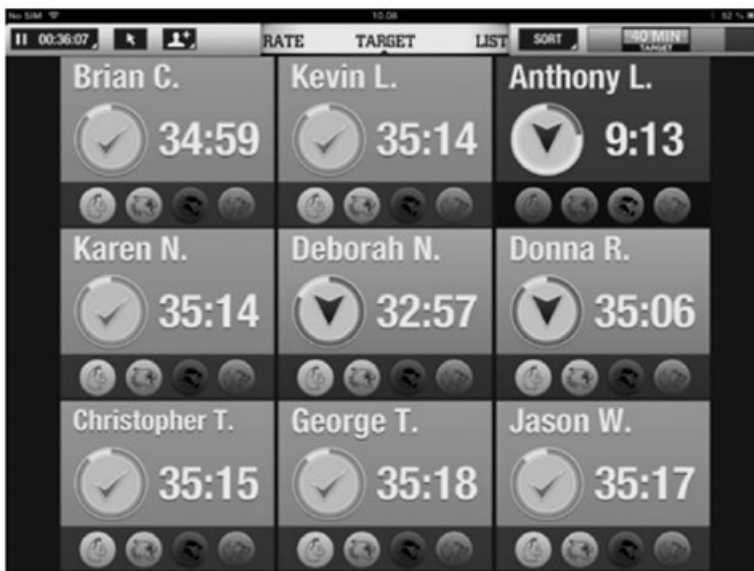 No SIM 10.08 52 %
00:36:07 RATE TARGET LIST SORT 40 MIN
TARGET
Brian C. Kevin L. Anthony L.
34:59 35:14 9:13
Karen N. Deborah N. Donna R.
35:14 32:57 35:06
Christopher T. George T. Jason W.
35:15 35:18 35:17